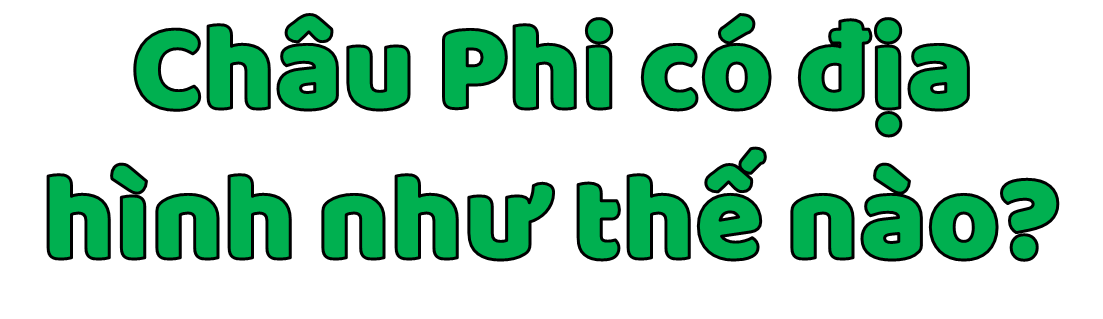 Châu Phi có địa
hình như thế nào?